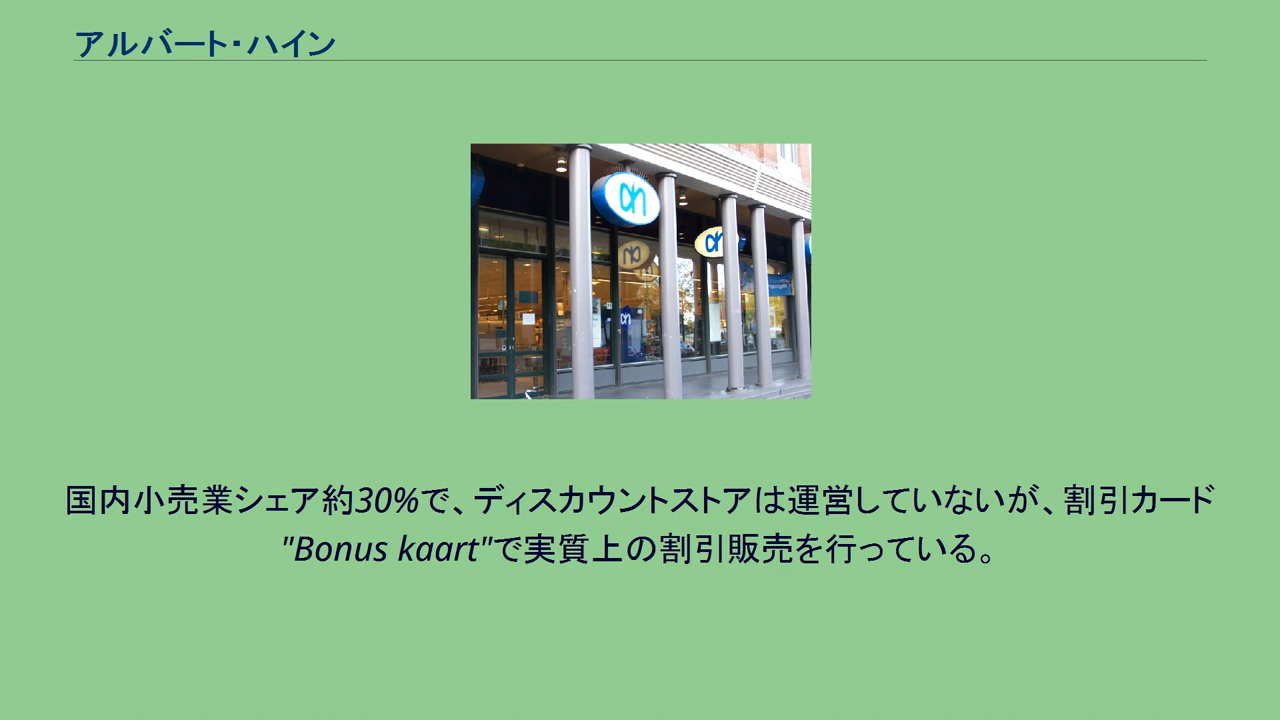 アルバート・ハイン
ah
ah
ah
国内小売業シェア約30%で、ディスカウントストアは運営していないが、割引カード
"Bonus kaart"で実質上の割引販売を行っている。